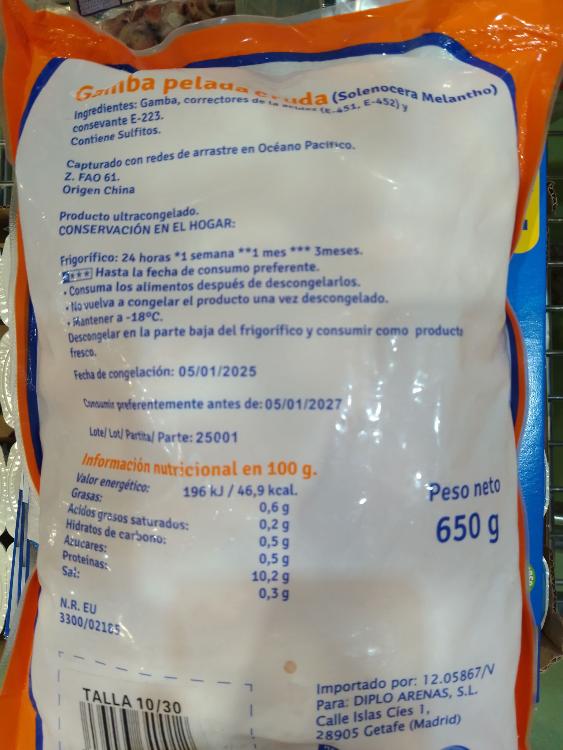 Gamba pelada cruda (Solenocera Melantho)
Ingredientes: Gamba, correctores de la acidez (E-451, E-452) y
consevante E-223.
Contiene Sulfitos.
Capturado con redes de arrastre en Océano Pacífico.
Z. FAO 61.
Origen China
Producto ultracongelado.
CONSERVACIÓN EN EL HOGAR:
Frigorífico: 24 horas *1 semana **1 mes *** 3meses.
*** Hasta la fecha de consumo preferente.
• Consuma los alimentos después de descongelarlos.
• No vuelva a congelar el producto una vez descongelado.
• Mantener a -18°C.
Descongelar en la parte baja del frigorífico y consumir como producto
fresco.
Fecha de congelación: 05/01/2025
Consumir preferentemente antes de: 05/01/2027
Lote/ Lot/ Partita/ Parte: 25001
Información nutricional en 100 g.
Valor energético: 196 kJ / 46,9 kcal.
Grasas: 0,6 g
Acidos grasos saturados: 0,2 g
Hidratos de carbono: 0,5 g
Azucares: 0,5 g
Proteinas: 10,2 g
Sal: 0,3 g
Peso neto
650 g
N.R. EU
TALLA 10/30
Importado por: 12.05867/V
Para: DIPLO ARENAS, S.L.
Calle Islas Cíes 1,
28905 Getafe (Madrid)